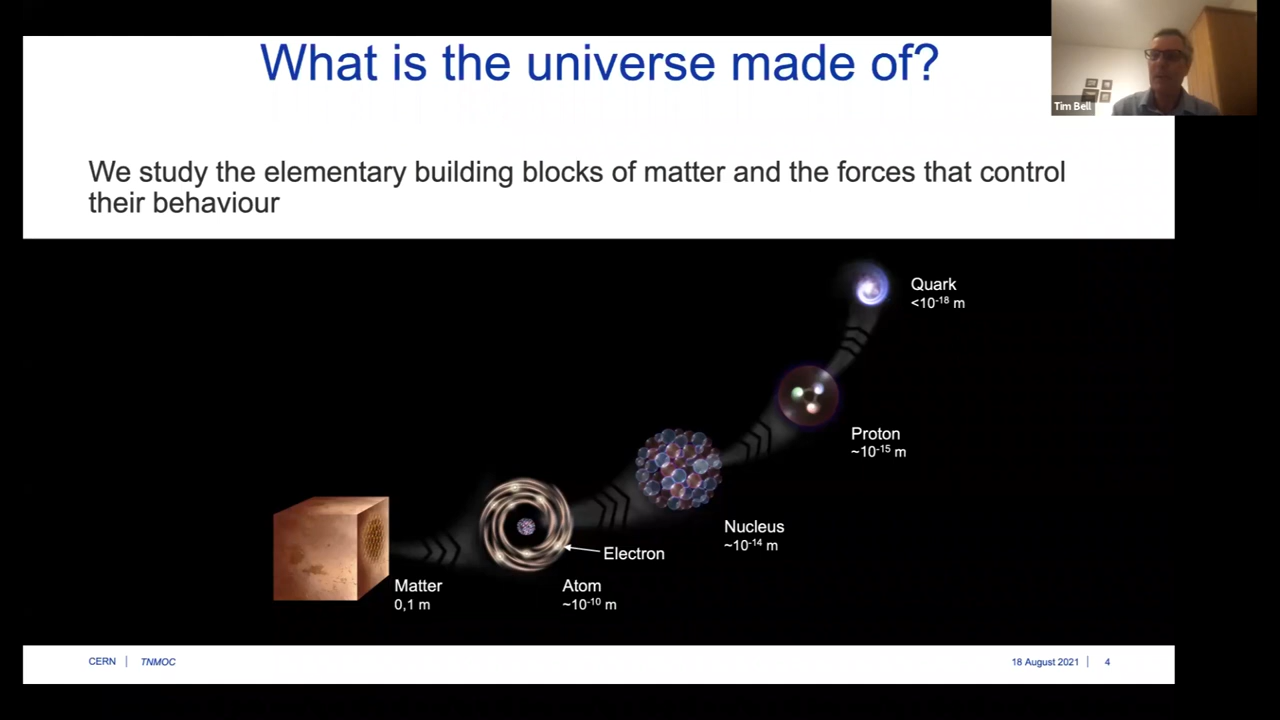 What is the universe made of?
Tim Bell
We study the elementary building blocks of matter and the forces that control
their behaviour
Quark
<10⁻¹⁸ m
Proton
~10⁻¹⁵ m
Nucleus
~10⁻¹⁴ m
Electron
Matter
0,1 m
Atom
~10⁻¹⁰ m
CERN | TNMOC
18 August 2021 | 4